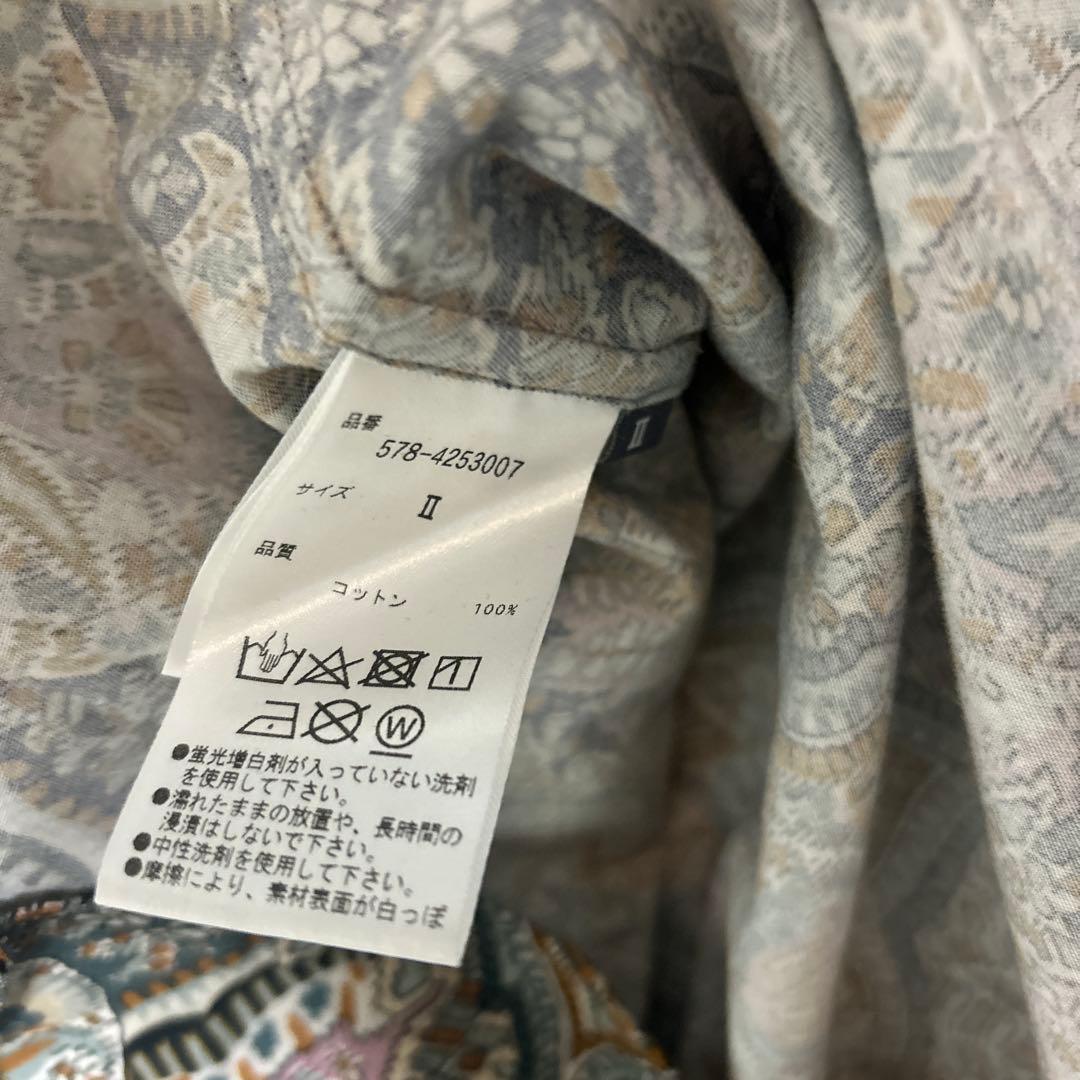 品番
578-4253007
サイズ
II
品質
コットン 100%
W
●蛍光増白剤が入っていない洗剤
を使用して下さい。
●濡れたままの放置や、長時間の
浸漬はしないで下さい。
●中性洗剤を使用して下さい。
●摩擦により、素材表面が白っぽ
II